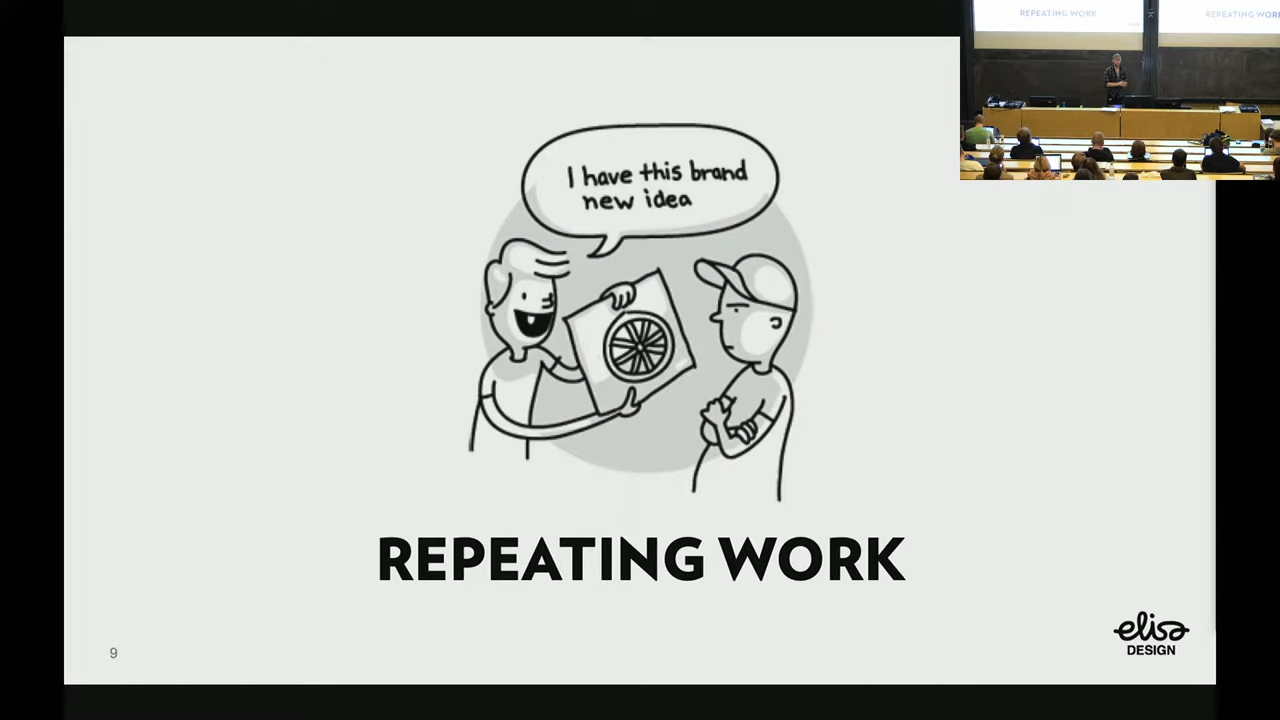 REPEATING WORK
REPEATING WORK
I have this brand
new idea
REPEATING WORK
elisa
DESIGN
9